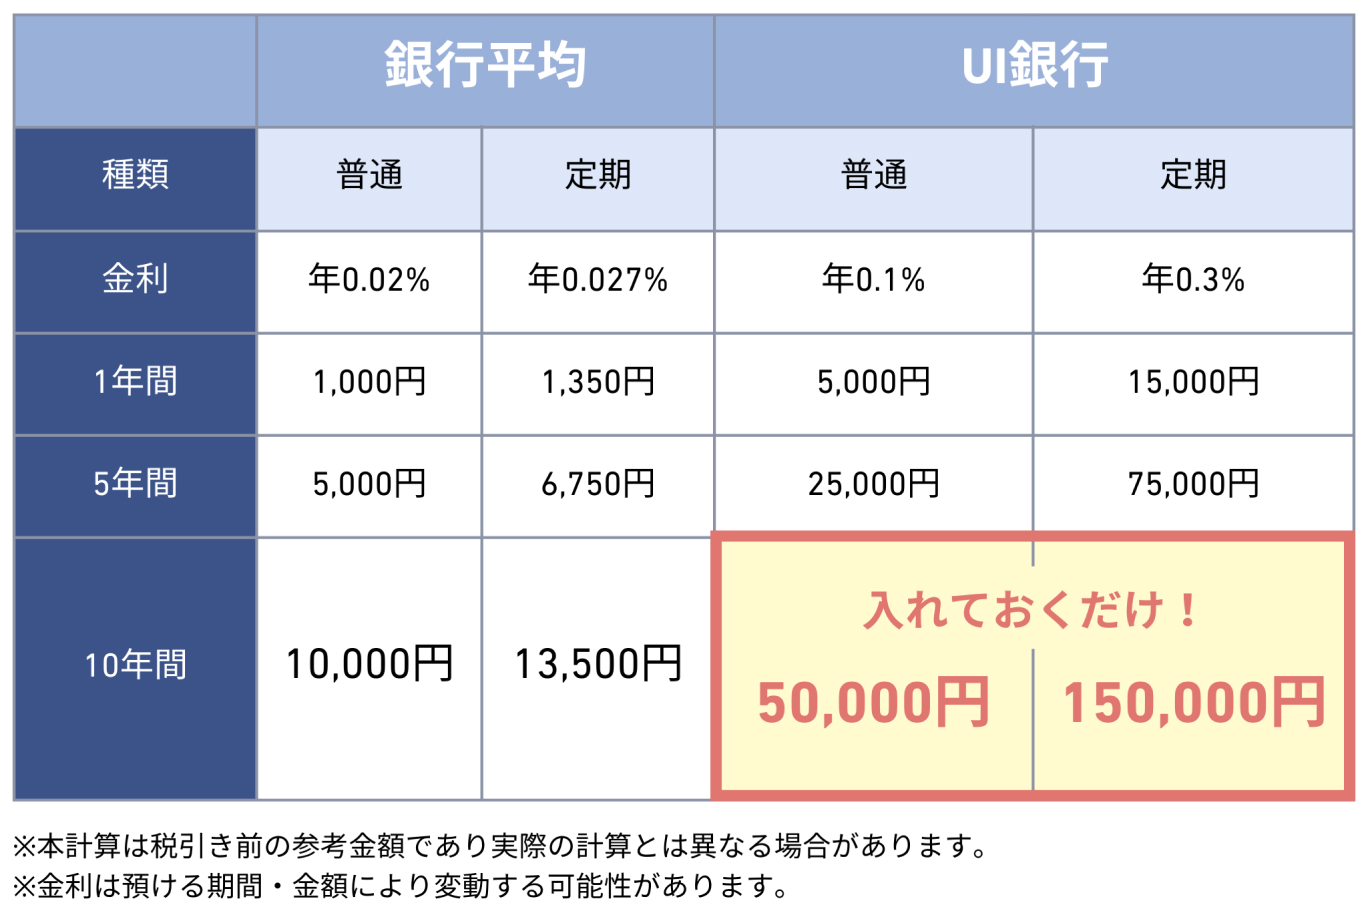 銀行平均 UI銀行
種類 普通 定期 普通 定期
金利 年0.02% 年0.027% 年0.1% 年0.3%
1年間 1,000円 1,350円 5,000円 15,000円
5年間 5,000円 6,750円 25,000円 75,000円
入れておくだけ！
10年間 10,000円 13,500円 50,000円 150,000円
※本計算は税引き前の参考金額であり実際の計算とは異なる場合があります。
※金利は預ける期間・金額により変動する可能性があります。